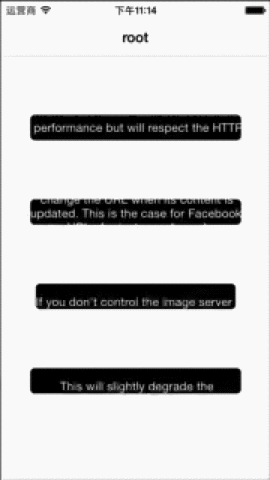 运营商 下午11:14
root
performance but will respect the HTTP
change the URL when its content is
updated. This is the case for Facebook
If you don't control the image server
This will slightly degrade the